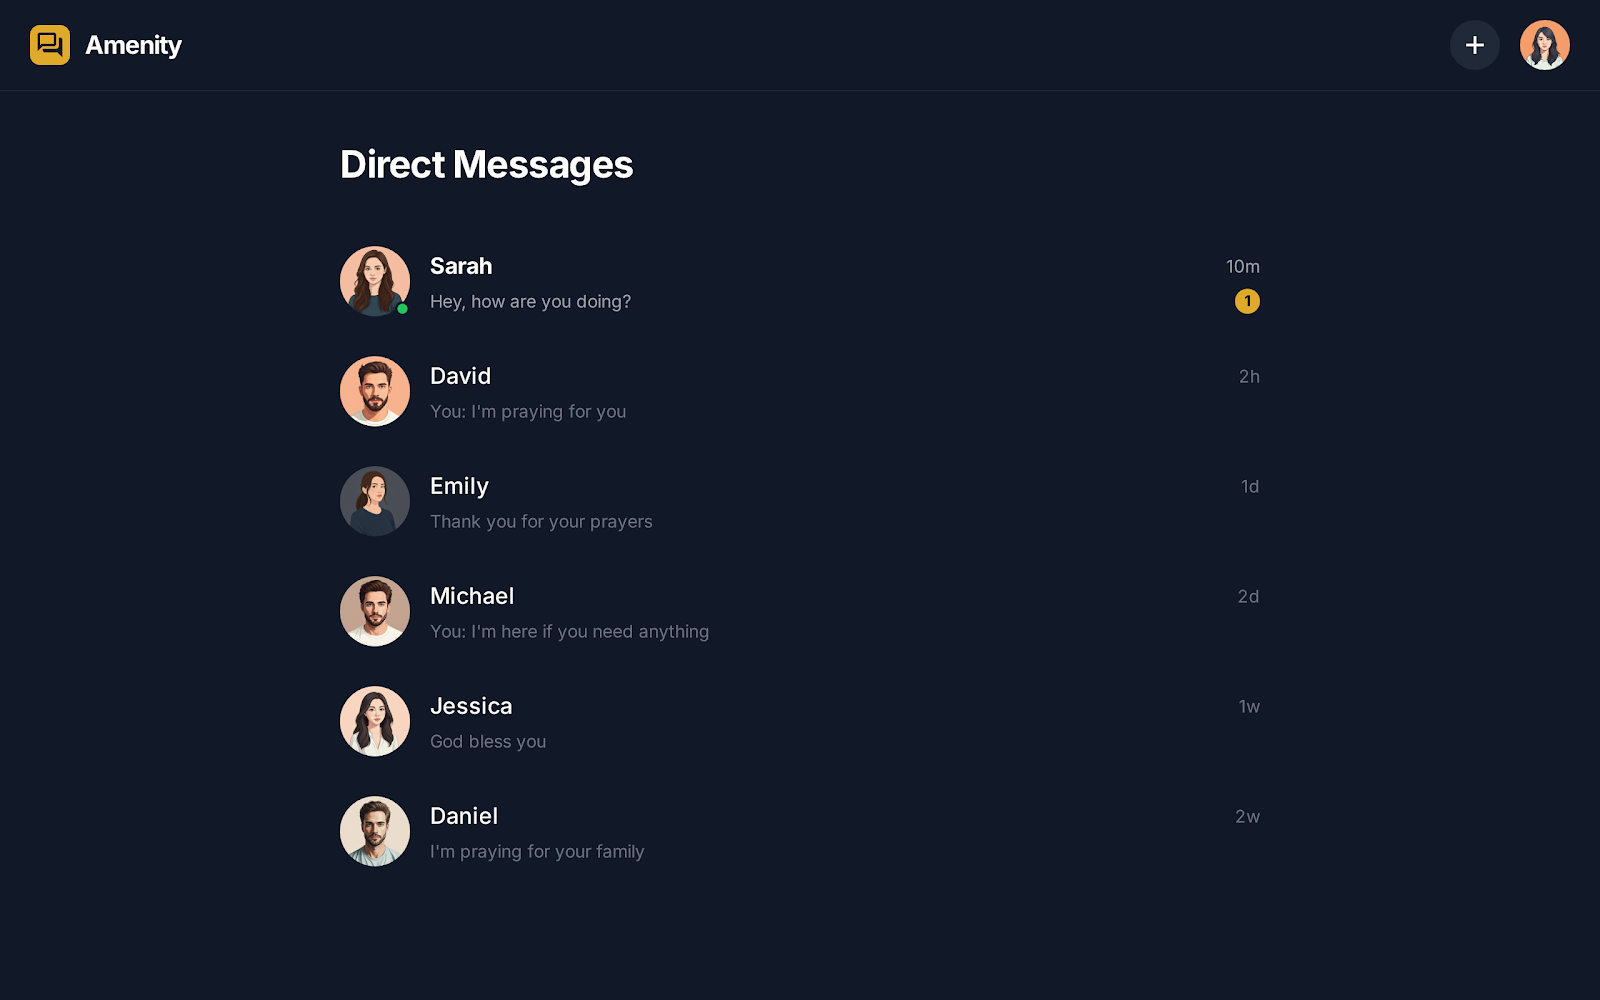 Amenity
Direct Messages
Sarah
10m
Hey, how are you doing?
1
David
2h
You: I'm praying for you
Emily
1d
Thank you for your prayers
Michael
2d
You: I'm here if you need anything
Jessica
1w
God bless you
Daniel
2w
I'm praying for your family